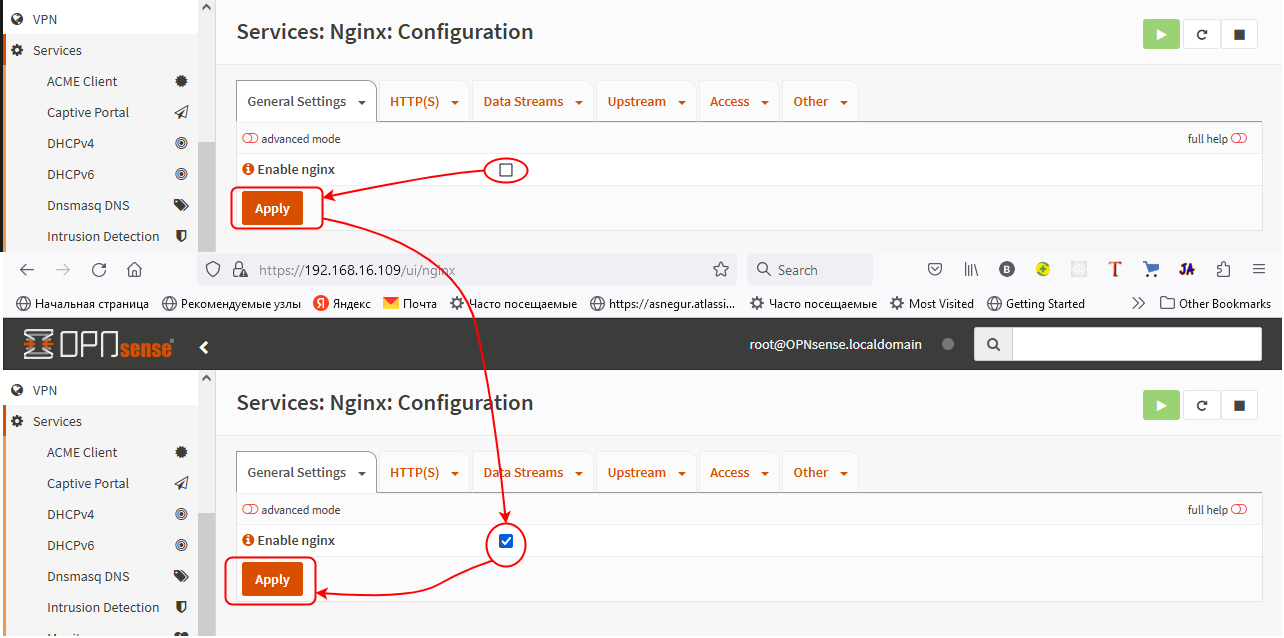 VPN
Services
ACME Client
Captive Portal
DHCPv4
DHCPv6
Dnsmasq DNS
Intrusion Detection
Services: Nginx: Configuration
General Settings HTTP(S) Data Streams Upstream Access Other
advanced mode full help
Enable nginx
Apply
https://192.168.16.109/ui/nginx Search B T JA
Начальная страница Рекомендуемые узлы Я Яндекс Почта Часто посещаемые https://asnegur.atlassi... Часто посещаемые Most Visited Getting Started Other Bookmarks
OPNsense root@OPNsense.localdomain
VPN
Services
ACME Client
Captive Portal
DHCPv4
DHCPv6
Dnsmasq DNS
Intrusion Detection
Services: Nginx: Configuration
General Settings HTTP(S) Data Streams Upstream Access Other
advanced mode full help
Enable nginx
Apply